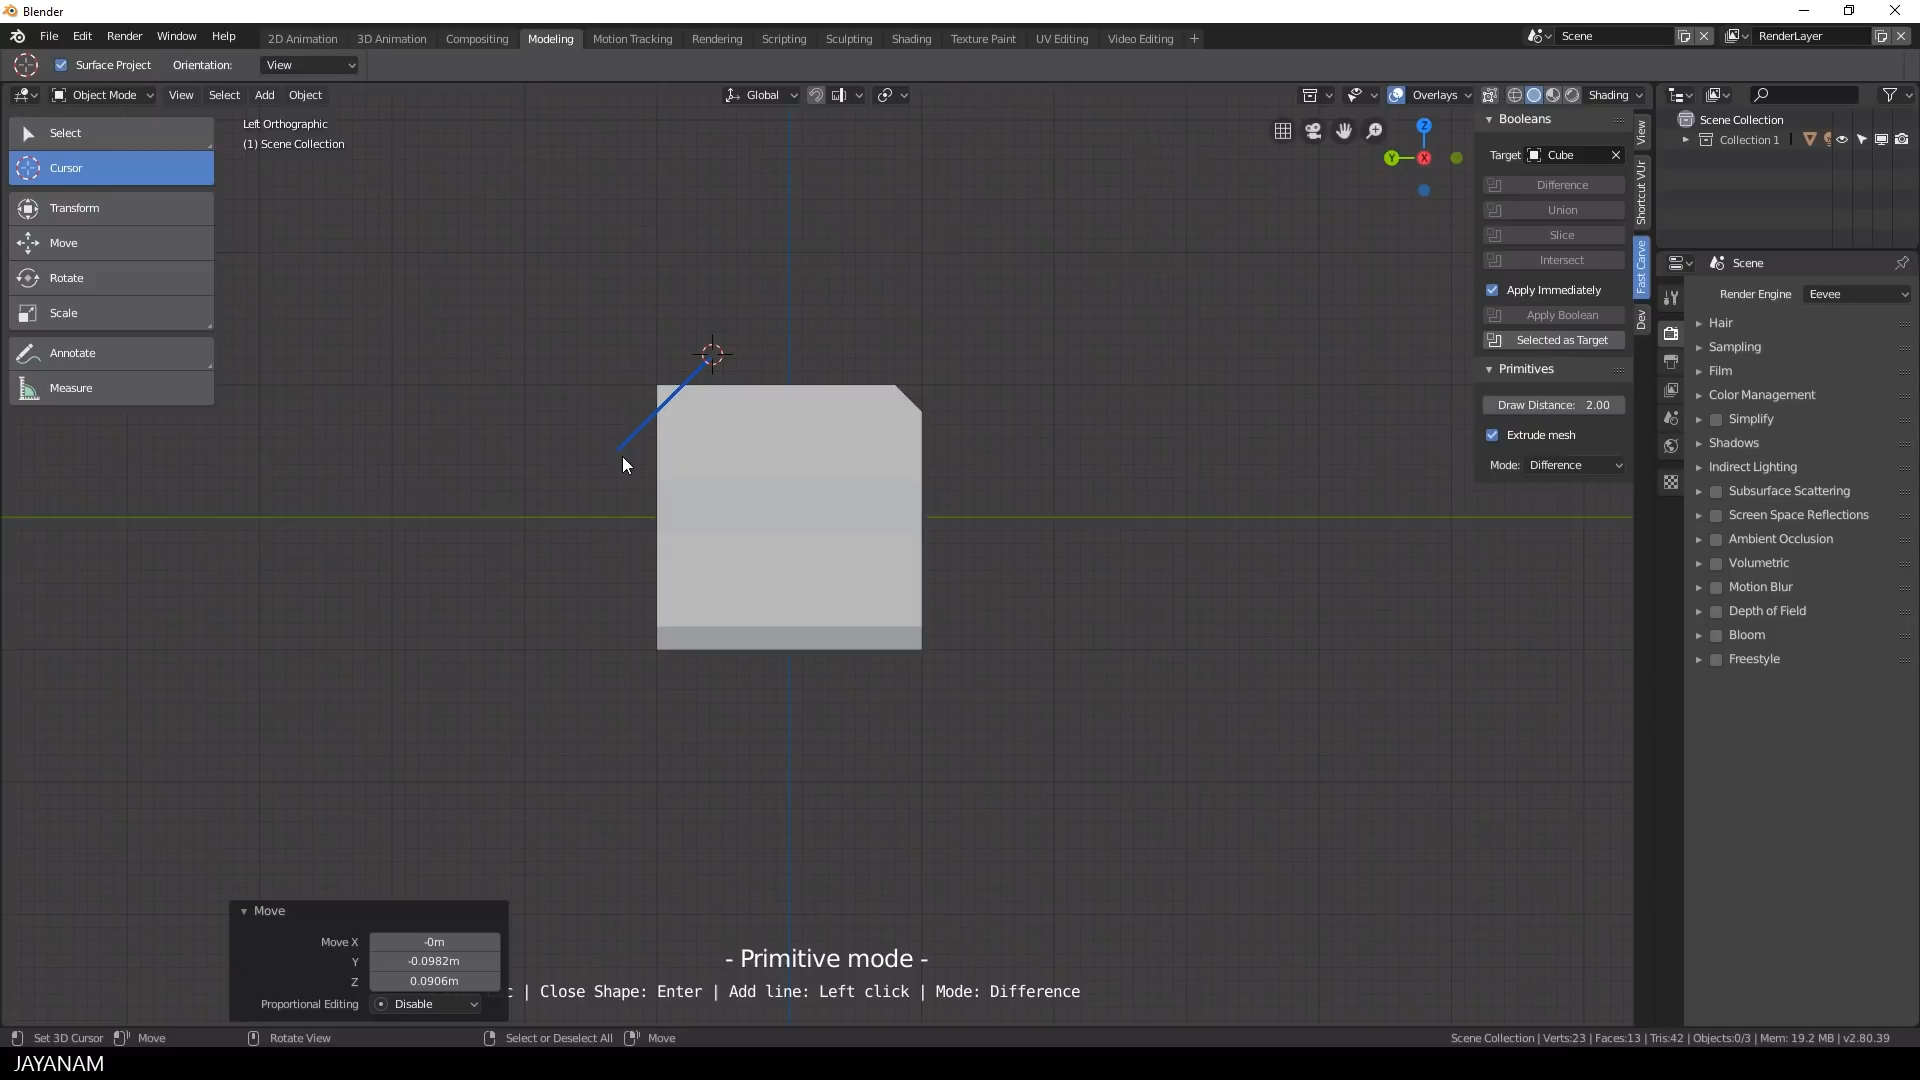 Blender
File Edit Render Window Help 2D Animation 3D Animation Compositing Modeling Motion Tracking Rendering Scripting Sculpting Shading Texture Paint UV Editing Video Editing + Scene RenderLayer
Surface Project Orientation: View
Object Mode View Select Add Object Global Overlays Shading
Left Orthographic
(1) Scene Collection
Select
Cursor
Transform
Move
Rotate
Scale
Annotate
Measure
Z
Y
X
Booleans
Target Cube
Difference
Union
Slice
Intersect
Apply Immediately
Apply Boolean
Selected as Target
Primitives
Draw Distance: 2.00
Extrude mesh
Mode: Difference
View
Shortcut VUr
Fast Carve
Dev
Scene Collection
Collection 1
Scene
Render Engine Eevee
Hair
Sampling
Film
Color Management
Simplify
Shadows
Indirect Lighting
Subsurface Scattering
Screen Space Reflections
Ambient Occlusion
Volumetric
Motion Blur
Depth of Field
Bloom
Freestyle
Move
Move X -0m
Y -0.0982m
Z 0.0906m
Proportional Editing Disable
- Primitive mode -
c | Close Shape: Enter | Add line: Left click | Mode: Difference
Set 3D Cursor Move Rotate View Select or Deselect All Move Scene Collection | Verts:23 | Faces:13 | Tris:42 | Objects:0/3 | Mem: 19.2 MB | v2.80.39
JAYANAM